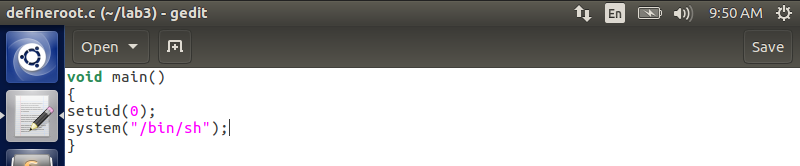 defineroot.c (~/lab3) - gedit
En
9:50 AM
Open
Save
void main()
{
setuid(0);
system("/bin/sh");
}